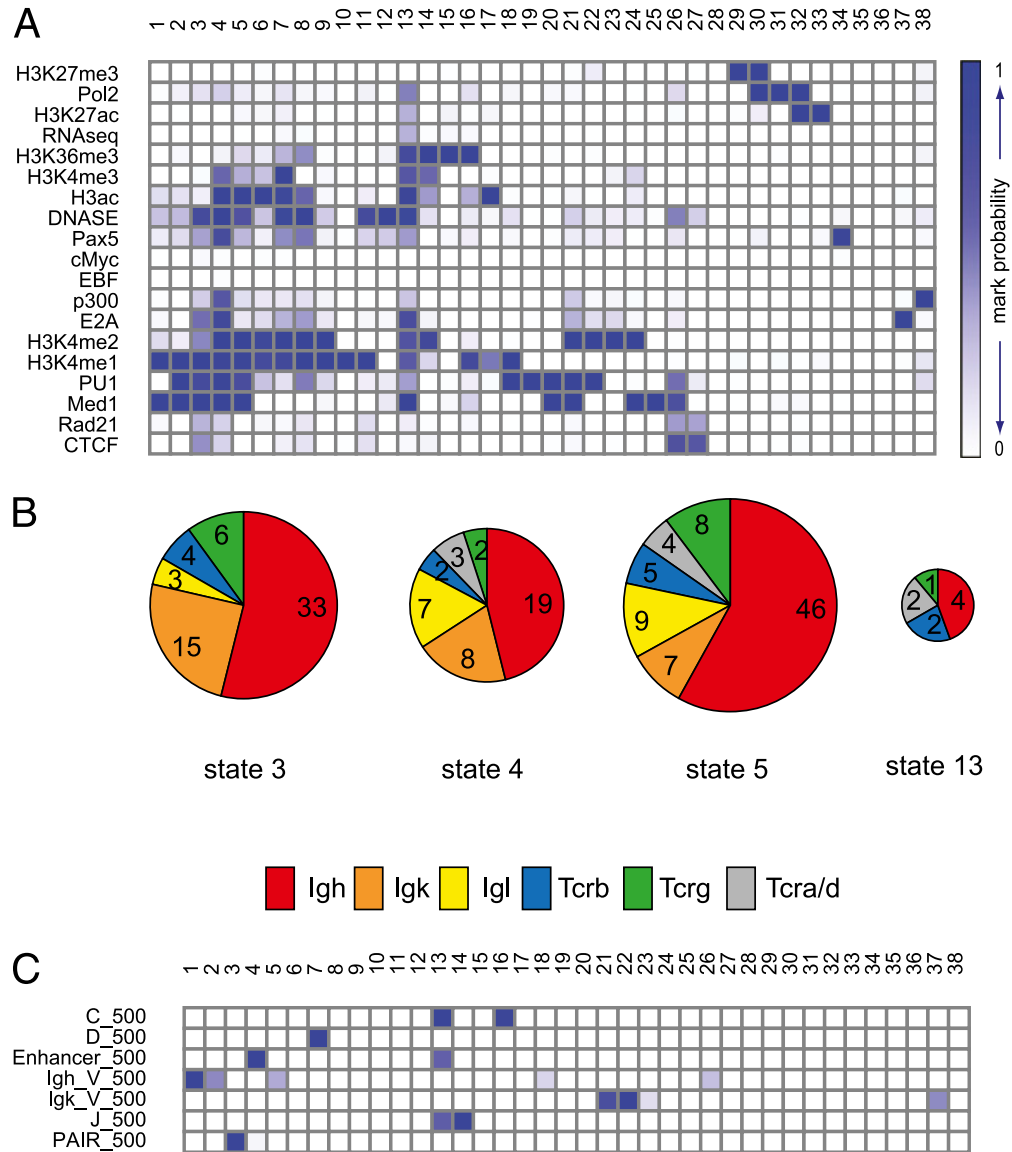 A
1 2 3 4 5 6 7 8 9 10 11 12 13 14 15 16 17 18 19 20 21 22 23 24 25 26 27 28 29 30 31 32 33 34 35 36 37 38
H3K27me3
Pol2
H3K27ac
RNAseq
H3K36me3
H3K4me3
H3ac
DNASE
Pax5
cMyc
EBF
p300
E2A
H3K4me2
H3K4me1
PU1
Med1
Rad21
CTCF
1
mark probability
0
B
33
15
3
4
6
state 3
19
8
7
2
3
2
state 4
46
7
9
5
4
8
state 5
4
2
2
1
state 13
Igh Igk Igl Tcrb Tcrg Tcra/d
C
1 2 3 4 5 6 7 8 9 10 11 12 13 14 15 16 17 18 19 20 21 22 23 24 25 26 27 28 29 30 31 32 33 34 35 36 37 38
C_500
D_500
Enhancer_500
Igh_V_500
Igk_V_500
J_500
PAIR_500